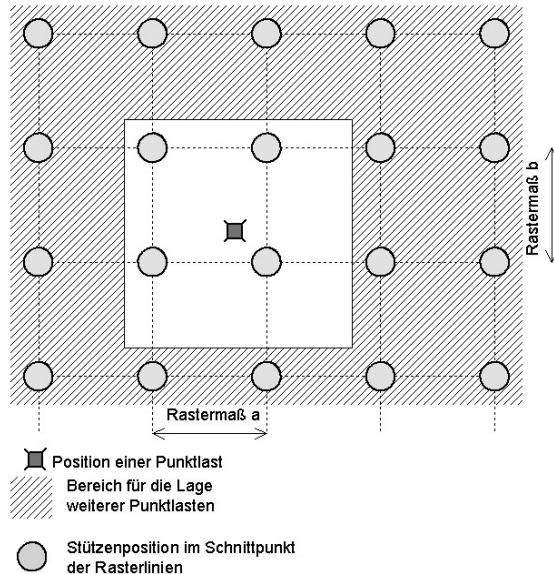 Rastermaß b
Rastermaß a
Position einer Punktlast
Bereich für die Lage
weiterer Punktlasten
Stützenposition im Schnittpunkt
der Rasterlinien